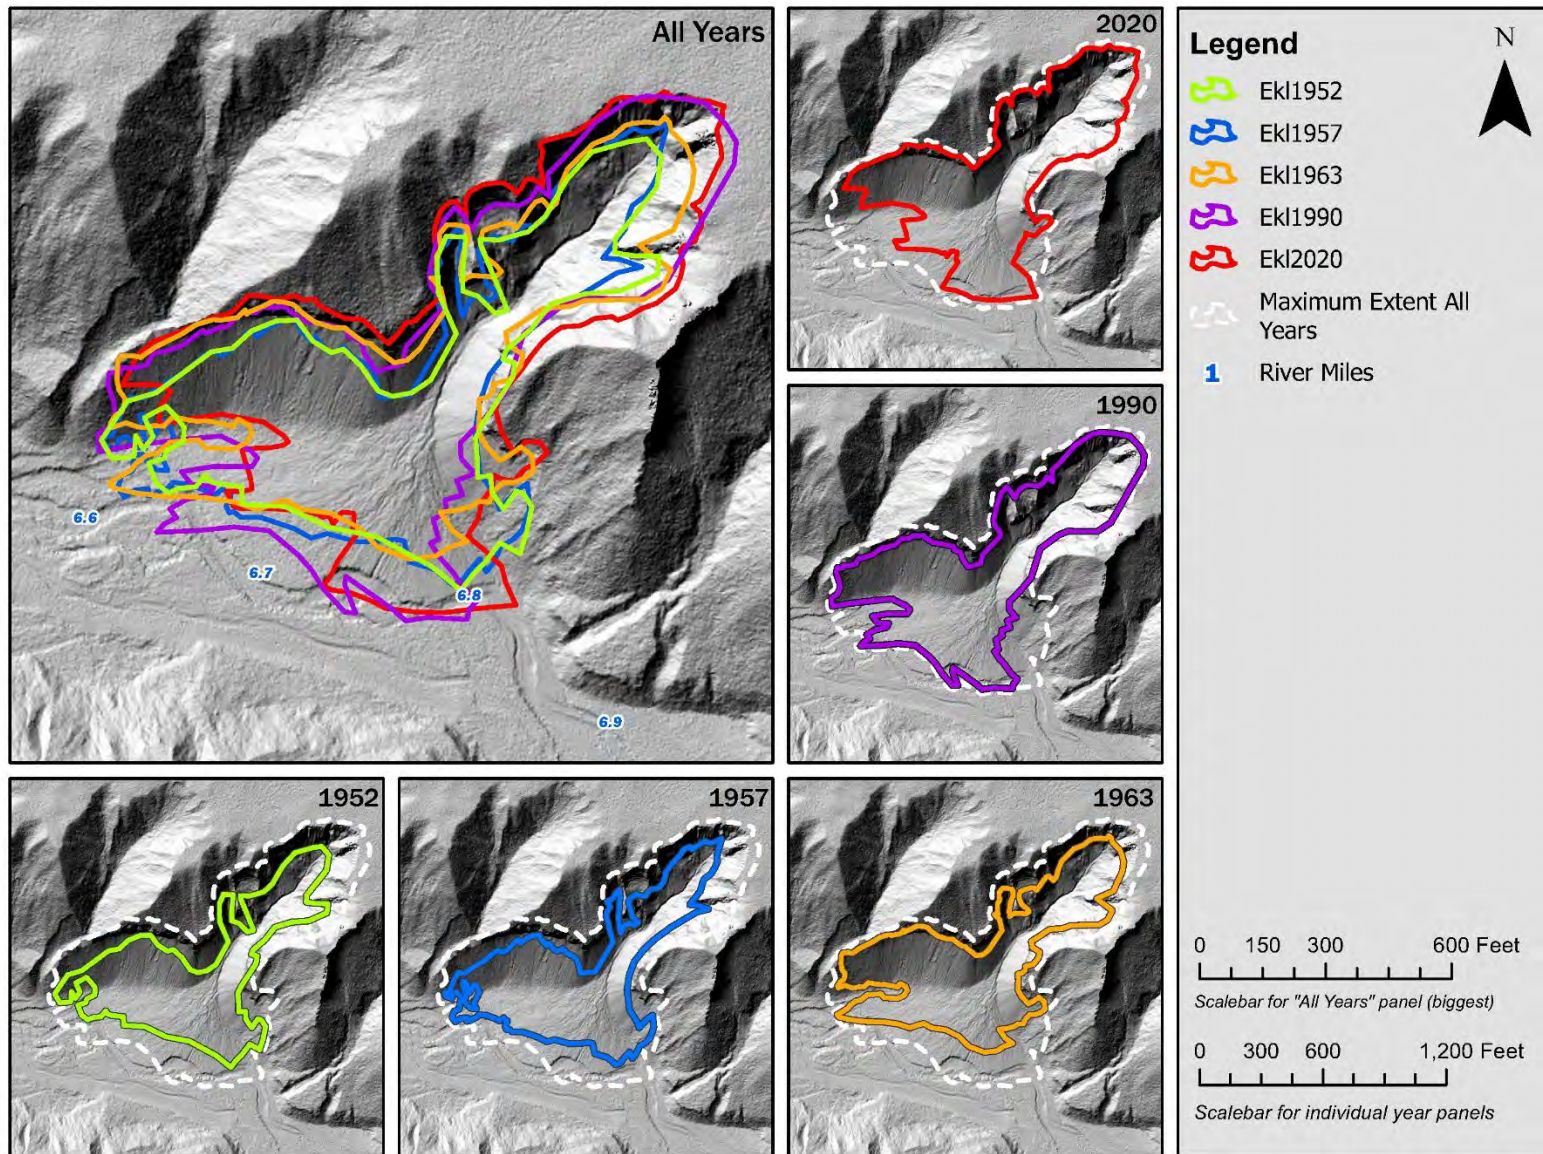 All Years
6.6
6.7
6.8
6.9
2020
1990
1952
1957
1963
Legend
N
Ekl1952
Ekl1957
Ekl1963
Ekl1990
Ekl2020
Maximum Extent All
Years
1 River Miles
0 150 300 600 Feet
Scalebar for "All Years" panel (biggest)
0 300 600 1,200 Feet
Scalebar for individual year panels